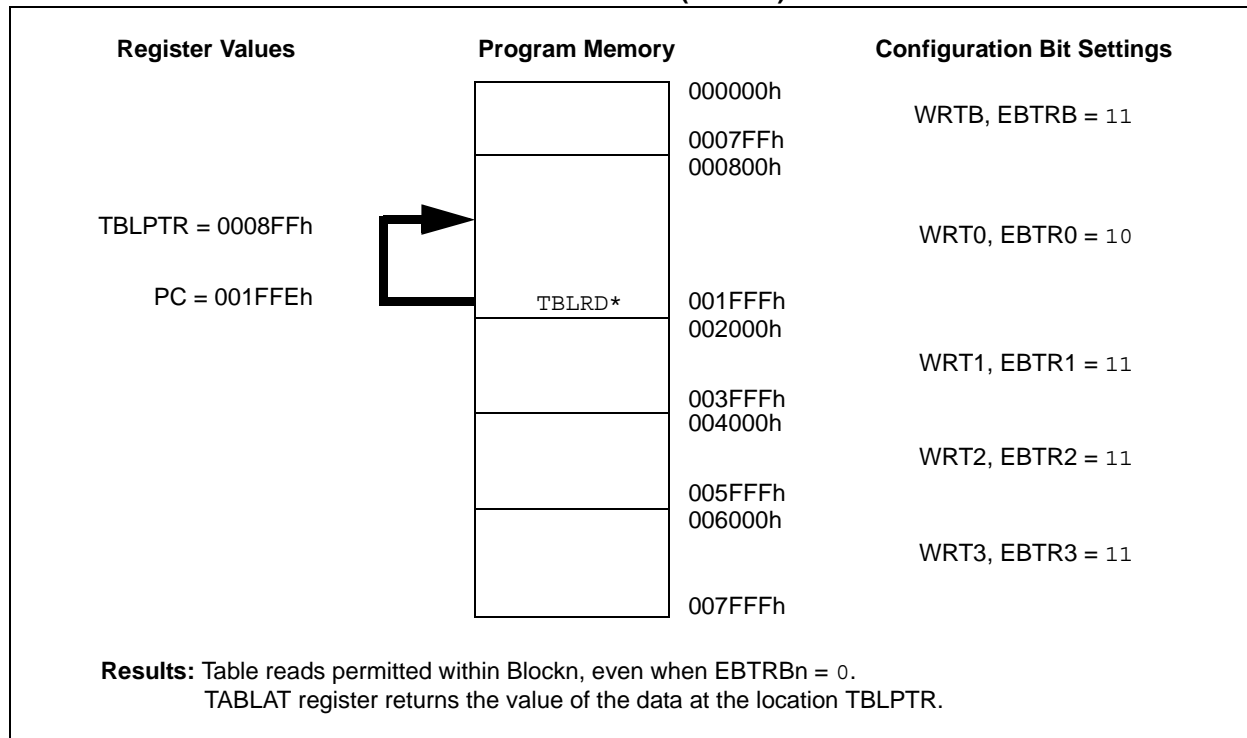 Register Values Program Memory Configuration Bit Settings
000000h
WRTB, EBTRB = 11
0007FFh
000800h
TBLPTR = 0008FFh
WRT0, EBTR0 = 10
PC = 001FFEh
TBLRD*
001FFFh
002000h
WRT1, EBTR1 = 11
003FFFh
004000h
WRT2, EBTR2 = 11
005FFFh
006000h
WRT3, EBTR3 = 11
007FFFh
Results: Table reads permitted within Blockn, even when EBTRBn = 0.
TABLAT register returns the value of the data at the location TBLPTR.